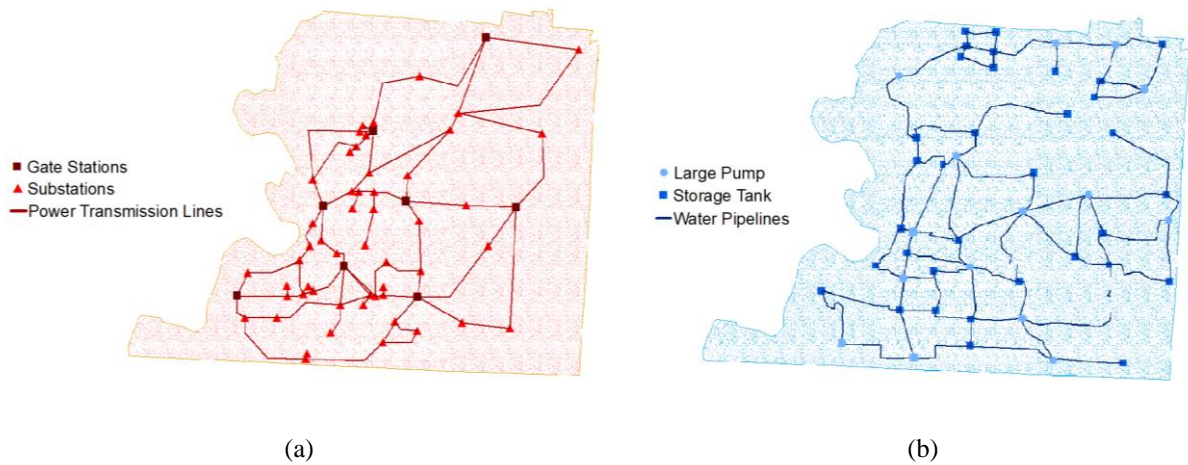 Gate Stations
Substations
Power Transmission Lines
(a)
Large Pump
Storage Tank
Water Pipelines
(b)